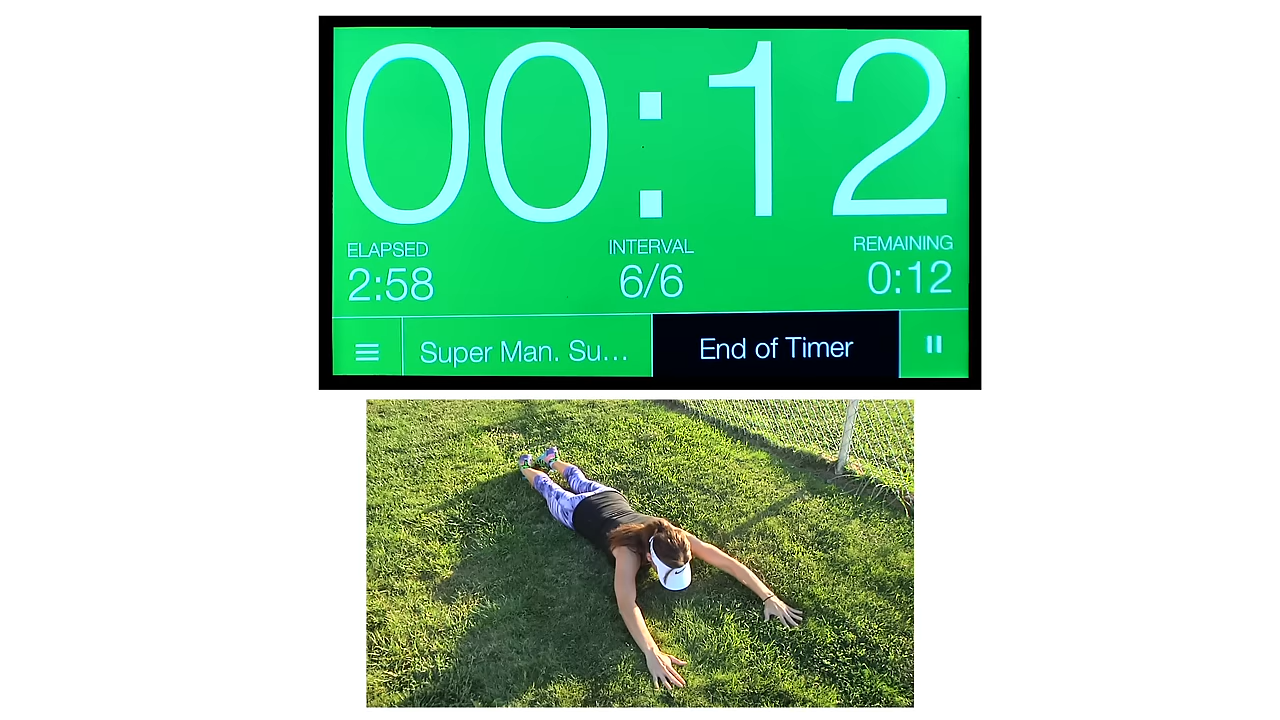 00:12
ELAPSED INTERVAL REMAINING
2:58 6/6 0:12
Super Man. Su... End of Timer